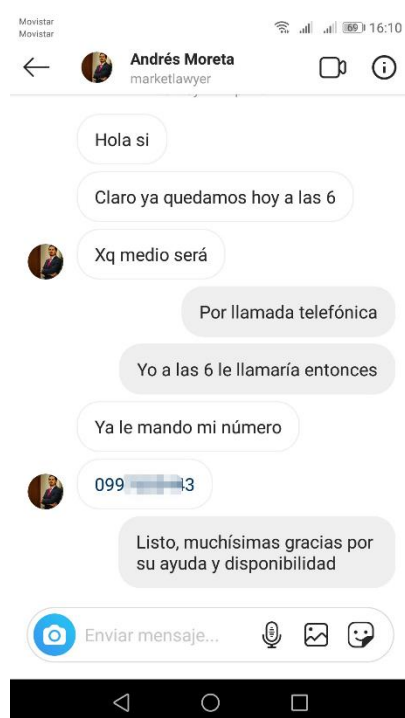 Movistar
Movistar
69
16:10
Andrés Moreta
marketlawyer
Hola si
Claro ya quedamos hoy a las 6
Xq medio será
Por llamada telefónica
Yo a las 6 le llamaría entonces
Ya le mando mi número
099 43
Listo, muchísimas gracias por
su ayuda y disponibilidad
Enviar mensaje...